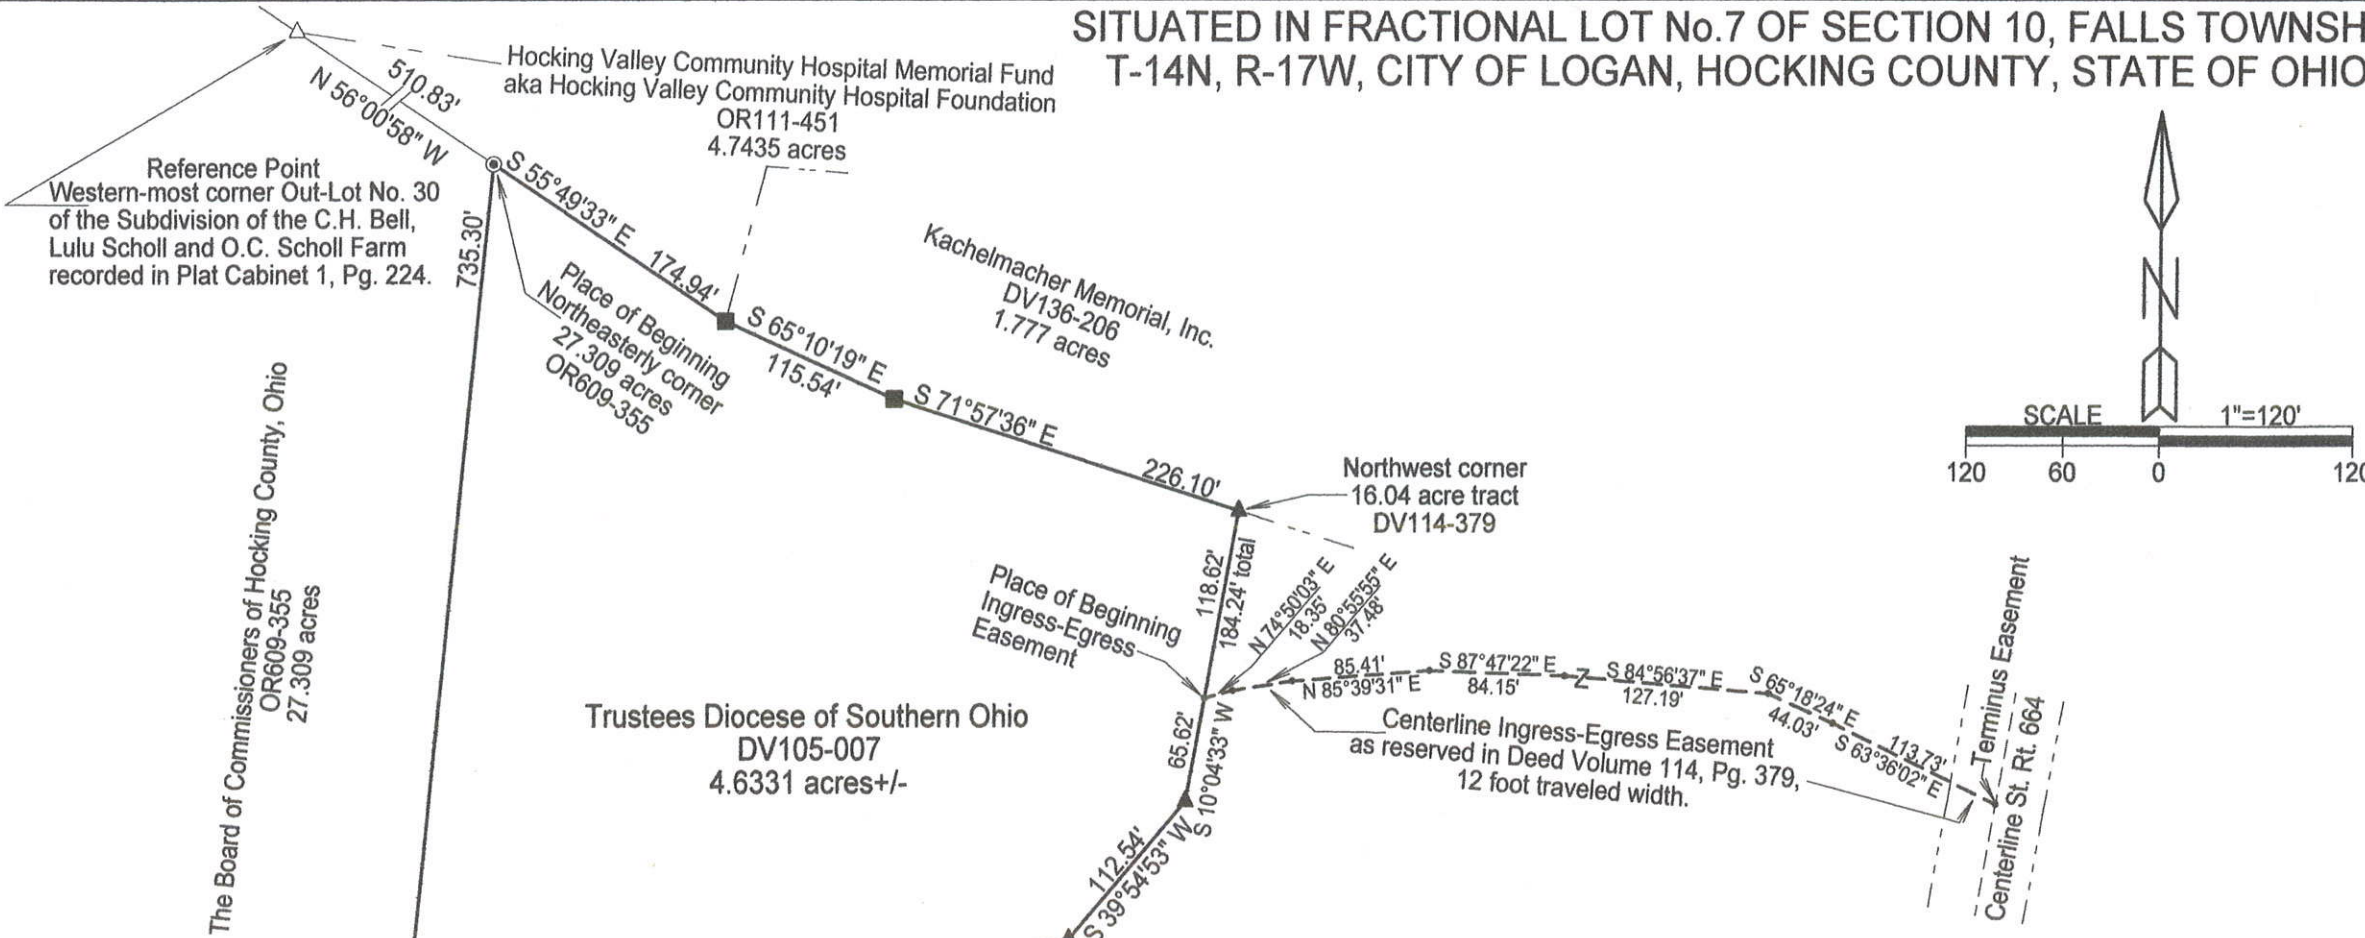 SITUATED IN FRACTIONAL LOT No.7 OF SECTION 10, FALLS TOWNSH
T-14N, R-17W, CITY OF LOGAN, HOCKING COUNTY, STATE OF OHIO
510.83'
N 56°00'58" W
Hocking Valley Community Hospital Memorial Fund
aka Hocking Valley Community Hospital Foundation
OR111-451
4.7435 acres
Reference Point
Western-most corner Out-Lot No. 30
of the Subdivision of the C.H. Bell,
Lulu Scholl and O.C. Scholl Farm
recorded in Plat Cabinet 1, Pg. 224.
735.30'
S 55°49'33" E
174.94'
Place of Beginning
Northeasterly corner
27.309 acres
OR609-355
S 65°10'19" E
115.54'
Kachelmacher Memorial, Inc.
DV136-206
1.777 acres
S 71°57'36" E
226.10'
N
SCALE
1"=120'
120
60
0
120
Northwest corner
16.04 acre tract
DV114-379
The Board of Commissioners of Hocking County, Ohio
OR609-355
27.309 acres
118.62'
184.24' total
Place of Beginning
Ingress-Egress
Easement
N 74°50'03" E
18.35'
N 80°55'55" E
37.48'
85.41'
N 85°39'31" E
S 87°47'22" E
84.15'
S 84°56'37" E
127.19'
S 65°18'24" E
44.03'
113.73'
S 63°36'02" E
Terminus Easement
Centerline St. Rt. 664
Trustees Diocese of Southern Ohio
DV105-007
4.6331 acres+/-
65.62'
S 10°04'33" W
Centerline Ingress-Egress Easement
as reserved in Deed Volume 114, Pg. 379,
12 foot traveled width.
112.54'
S 39°54'53" W